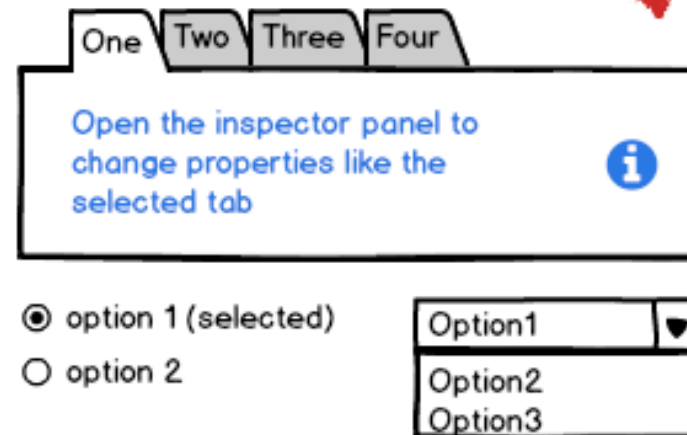 One Two Three Four
Open the inspector panel to
change properties like the
selected tab
option 1 (selected)
option 2
Option1
Option2
Option3